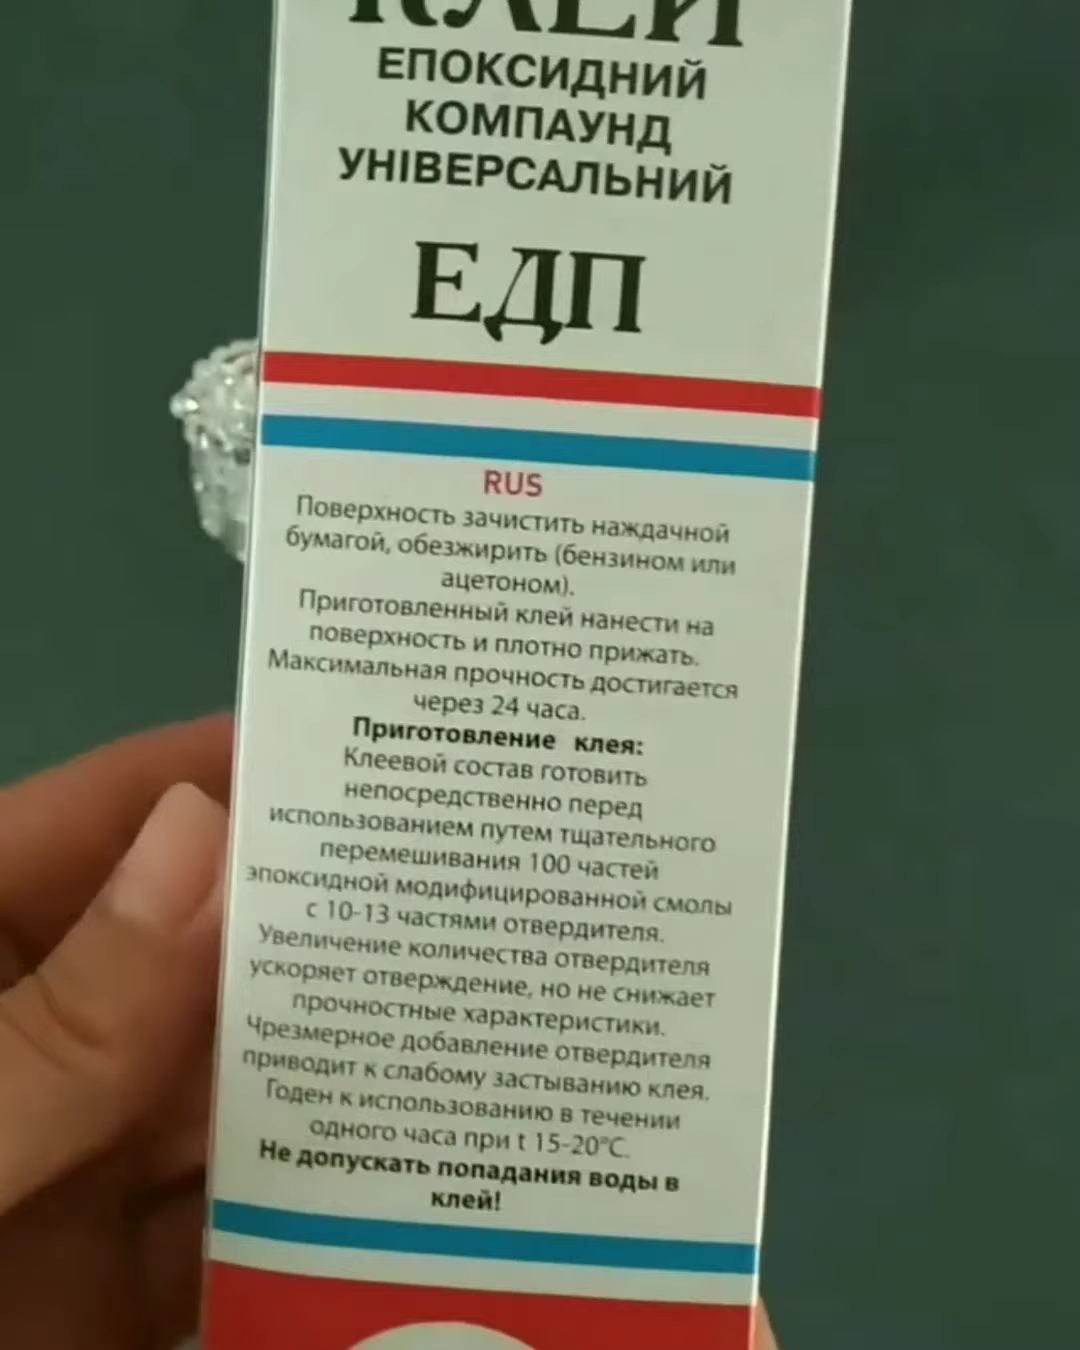 КЛЕЙ
ЕПОКСИДНИЙ
КОМПАУНД
УНІВЕРСАЛЬНИЙ
ЕДП
RUS
Поверхность зачистить наждачной
бумагой, обезжирить (бензином или
ацетоном).
Приготовленный клей нанести на
поверхность и плотно прижать.
Максимальная прочность достигается
через 24 часа.
Приготовление клея:
Клеевой состав готовить
непосредственно перед
использованием путем тщательного
перемешивания 100 частей
эпоксидной модифицированной смолы
с 10-13 частями отвердителя.
Увеличение количества отвердителя
ускоряет отверждение, но не снижает
прочностные характеристики.
Чрезмерное добавление отвердителя
приводит к слабому застыванию клея.
Годен к использованию в течении
одного часа при t 15-20°С.
Не допускать попадания воды в
клей!